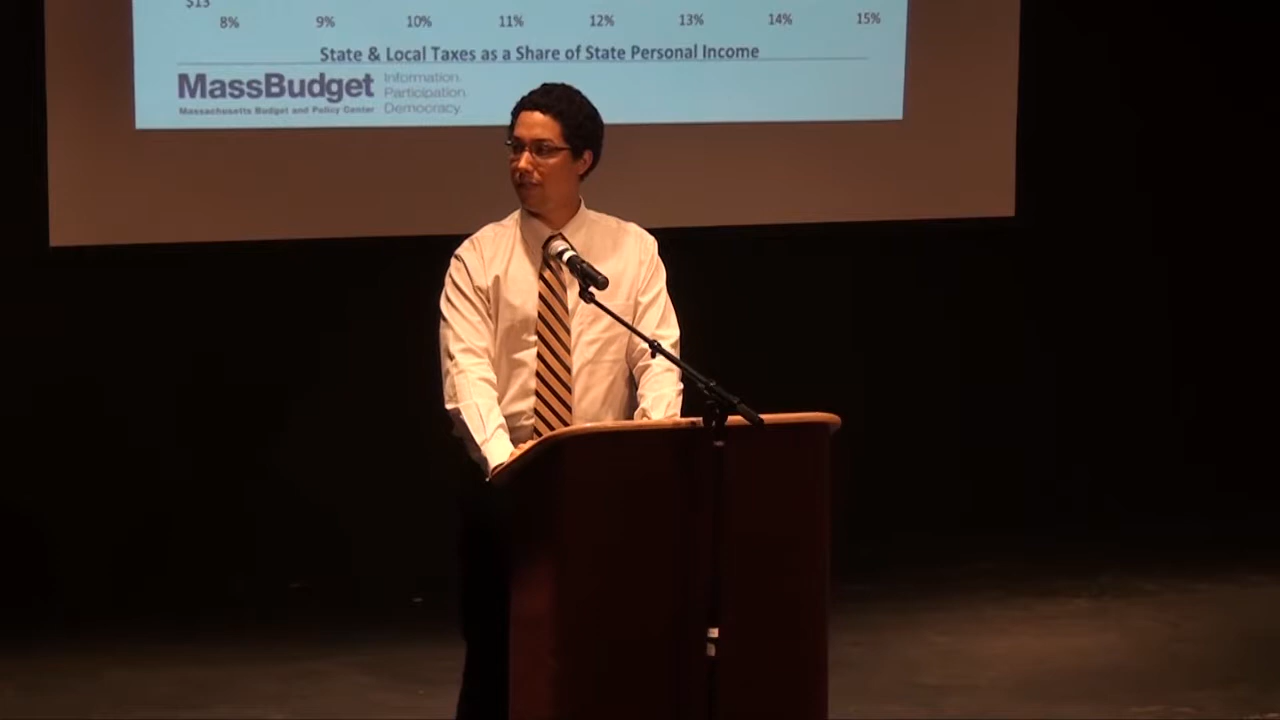 $13
8% 9% 10% 11% 12% 13% 14% 15%
State & Local Taxes as a Share of State Personal Income
MassBudget
Massachusetts Budget and Policy Center
Information.
Participation.
Democracy.